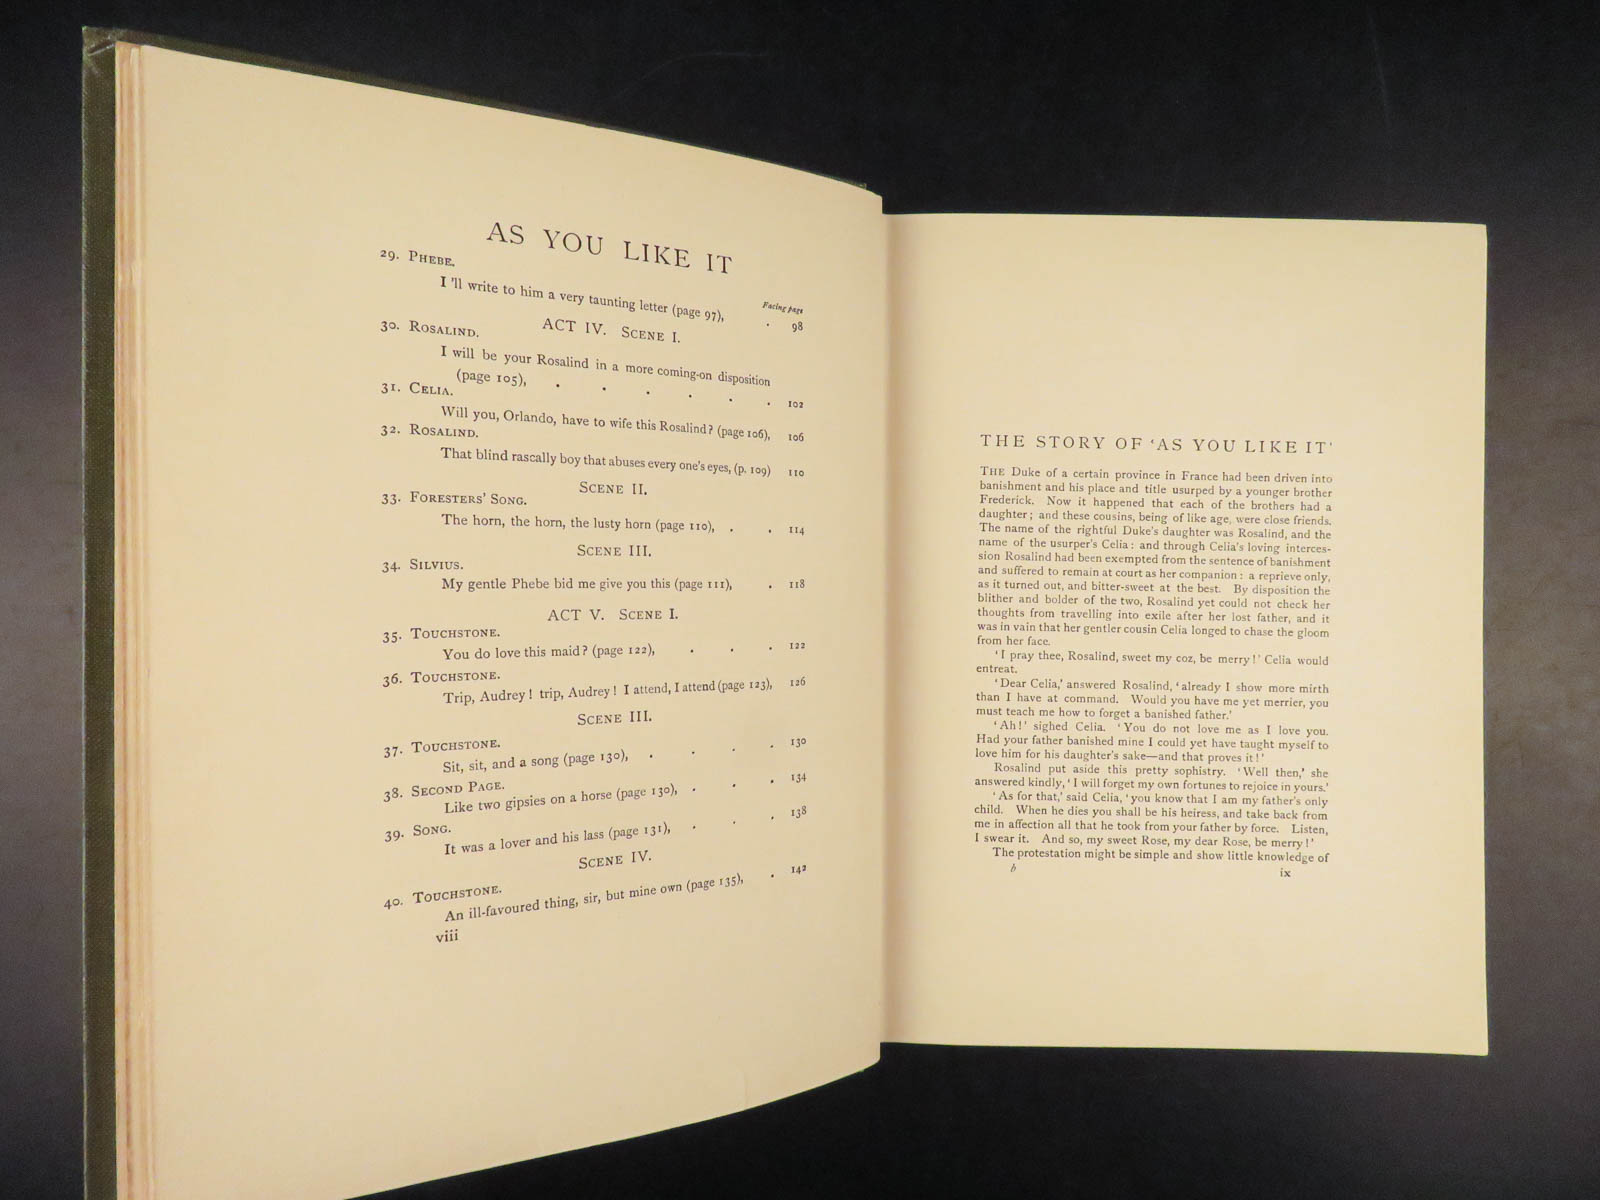 AS YOU LIKE IT
29. PHEBE.
Facing page
I 'll write to him a very taunting letter (page 97), . 98
ACT IV. SCENE I.
30. ROSALIND.
I will be your Rosalind in a more coming-on disposition
(page 105), . . . . . . 102
31. CELIA.
Will you, Orlando, have to wife this Rosalind? (page 106), 106
32. ROSALIND.
That blind rascally boy that abuses every one's eyes, (p. 109) 110
SCENE II.
33. FORESTERS' SONG.
The horn, the horn, the lusty horn (page 110), . . 114
SCENE III.
34. SILVIUS.
My gentle Phebe bid me give you this (page 111), . 118
ACT V. SCENE I.
35. TOUCHSTONE.
You do love this maid? (page 122), . . . 122
36. TOUCHSTONE.
Trip, Audrey! trip, Audrey! I attend, I attend (page 123), 126
SCENE III.
37. TOUCHSTONE.
Sit, sit, and a song (page 130), . . . . 130
38. SECOND PAGE.
Like two gipsies on a horse (page 130), . . . 134
39. SONG.
It was a lover and his lass (page 131), . . . 138
SCENE IV.
40. TOUCHSTONE.
An ill-favoured thing, sir, but mine own (page 135), . 142
viii
THE STORY OF 'AS YOU LIKE IT'
THE Duke of a certain province in France had been driven into
banishment and his place and title usurped by a younger brother
Frederick. Now it happened that each of the brothers had a
daughter; and these cousins, being of like age, were close friends.
The name of the rightful Duke's daughter was Rosalind, and the
name of the usurper's Celia: and through Celia's loving interces-
sion Rosalind had been exempted from the sentence of banishment
and suffered to remain at court as her companion: a reprieve only,
as it turned out, and bitter-sweet at the best. By disposition the
blither and bolder of the two, Rosalind yet could not check her
thoughts from travelling into exile after her lost father, and it
was in vain that her gentler cousin Celia longed to chase the gloom
from her face.
'I pray thee, Rosalind, sweet my coz, be merry!' Celia would
entreat.
'Dear Celia,' answered Rosalind, 'already I show more mirth
than I have at command. Would you have me yet merrier, you
must teach me how to forget a banished father.'
'Ah!' sighed Celia. 'You do not love me as I love you.
Had your father banished mine I could yet have taught myself to
love him for his daughter's sake—and that proves it!'
Rosalind put aside this pretty sophistry. 'Well then,' she
answered kindly, 'I will forget my own fortunes to rejoice in yours.'
'As for that,' said Celia, 'you know that I am my father's only
child. When he dies you shall be his heiress, and take back from
me in affection all that he took from your father by force. Listen,
I swear it. And so, my sweet Rose, my dear Rose, be merry!'
The protestation might be simple and show little knowledge of
b ix